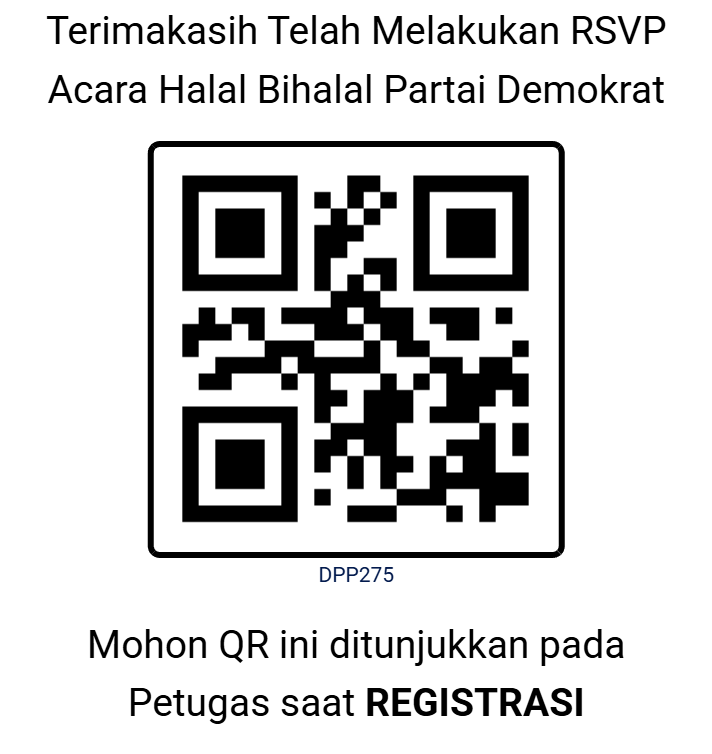 Terimakasih Telah Melakukan RSVP
Acara Halal Bihalal Partai Demokrat
DPP275
Mohon QR ini ditunjukkan pada
Petugas saat REGISTRASI